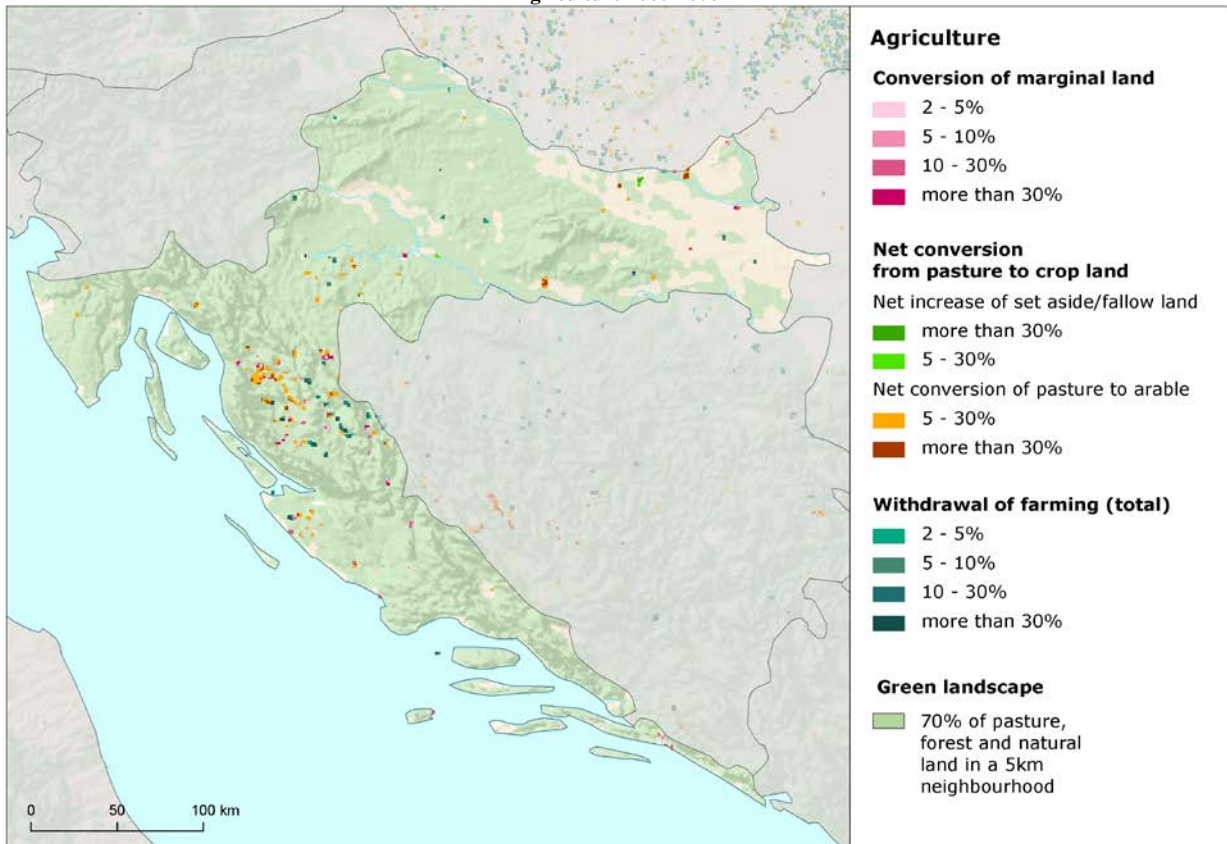 Agriculture
Conversion of marginal land
2 - 5%
5 - 10%
10 - 30%
more than 30%
Net conversion
from pasture to crop land
Net increase of set aside/fallow land
more than 30%
5 - 30%
Net conversion of pasture to arable
5 - 30%
more than 30%
Withdrawal of farming (total)
2 - 5%
5 - 10%
10 - 30%
more than 30%
Green landscape
70% of pasture,
forest and natural
land in a 5km
neighbourhood
0 50 100 km